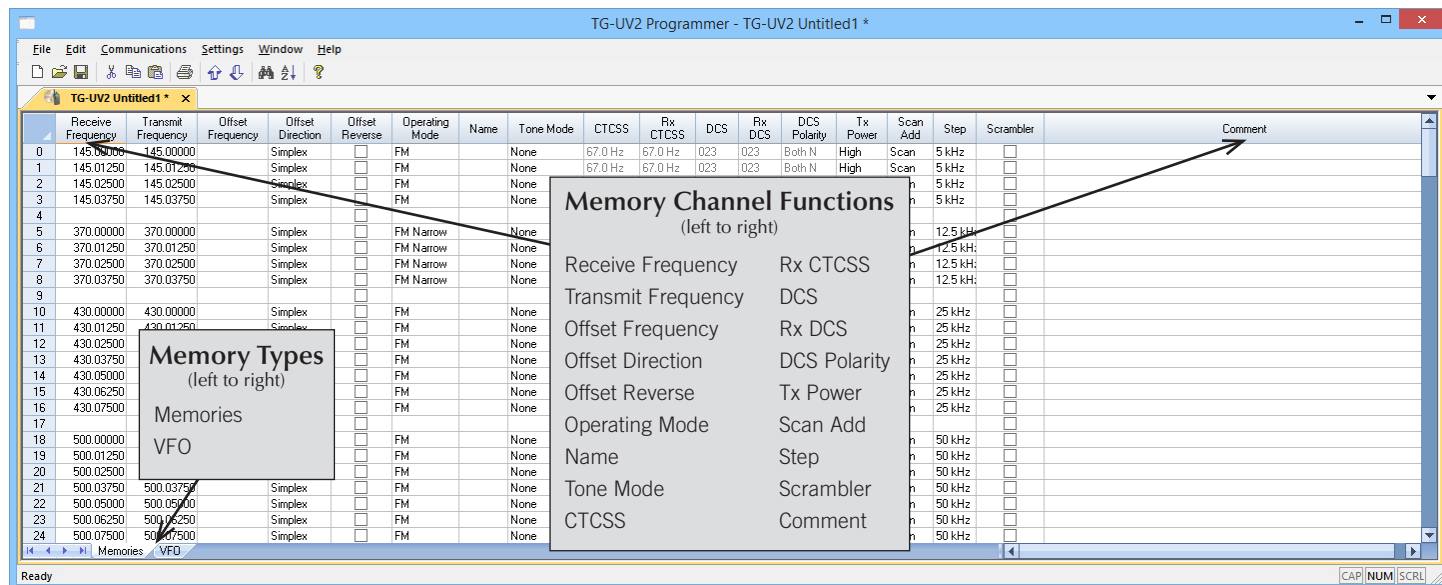 TG-UV2 Programmer - TG-UV2 Untitled1 *
File Edit Communications Settings Window Help
TG-UV2 Untitled1 * x
Receive Frequency Transmit Frequency Offset Frequency Offset Direction Offset Reverse Operating Mode Name Tone Mode CTCSS Rx CTCSS DCS Rx DCS DCS Polarity Tx Power Scan Add Step Scrambler Comment
0 145.00000 145.00000 Simplex FM None 67.0 Hz 67.0 Hz 023 023 Both N High Scan 5 kHz
1 145.01250 145.01250 Simplex FM None 67.0 Hz 67.0 Hz 023 023 Both N High Scan 5 kHz
2 145.02500 145.02500 Simplex FM None 5 kHz
3 145.03750 145.03750 Simplex FM None 5 kHz
4
5 370.00000 370.00000 Simplex FM Narrow None 12.5 kHz
6 370.01250 370.01250 Simplex FM Narrow None 12.5 kHz
7 370.02500 370.02500 Simplex FM Narrow None 12.5 kHz
8 370.03750 370.03750 Simplex FM Narrow None 12.5 kHz
9
10 430.00000 430.00000 Simplex FM None 25 kHz
11 430.01250 430.01250 Simplex FM None 25 kHz
12 430.02500 FM None 25 kHz
13 430.03750 FM None 25 kHz
14 430.05000 FM None 25 kHz
15 430.06250 FM None 25 kHz
16 430.07500 FM None 25 kHz
17
18 500.00000 FM None 50 kHz
19 500.01250 FM None 50 kHz
20 500.02500 FM None 50 kHz
21 500.03750 500.03750 Simplex FM None 50 kHz
22 500.05000 500.05000 Simplex FM None 50 kHz
23 500.06250 500.06250 Simplex FM None 50 kHz
24 500.07500 500.07500 Simplex FM None 50 kHz
Memory Types
(left to right)
Memories
VFO
Memory Channel Functions
(left to right)
Receive Frequency Rx CTCSS
Transmit Frequency DCS
Offset Frequency Rx DCS
Offset Direction DCS Polarity
Offset Reverse Tx Power
Operating Mode Scan Add
Name Step
Tone Mode Scrambler
CTCSS Comment
Memories VFO
Ready CAP NUM SCRL